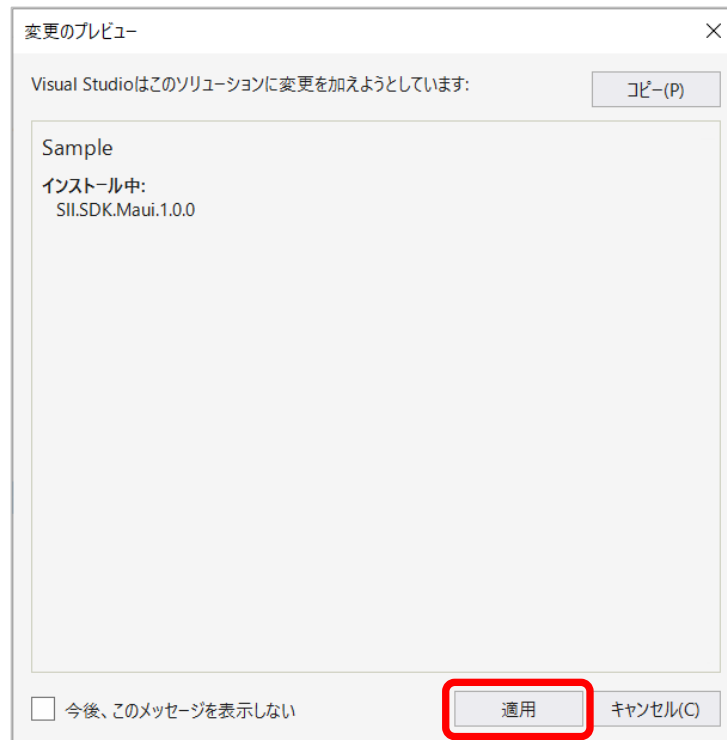 変更のプレビュー
Visual Studioはこのソリューションに変更を加えようとしています:
コピー(P)
Sample
インストール中:
SII.SDK.Maui.1.0.0
今後、このメッセージを表示しない
適用
キャンセル(C)